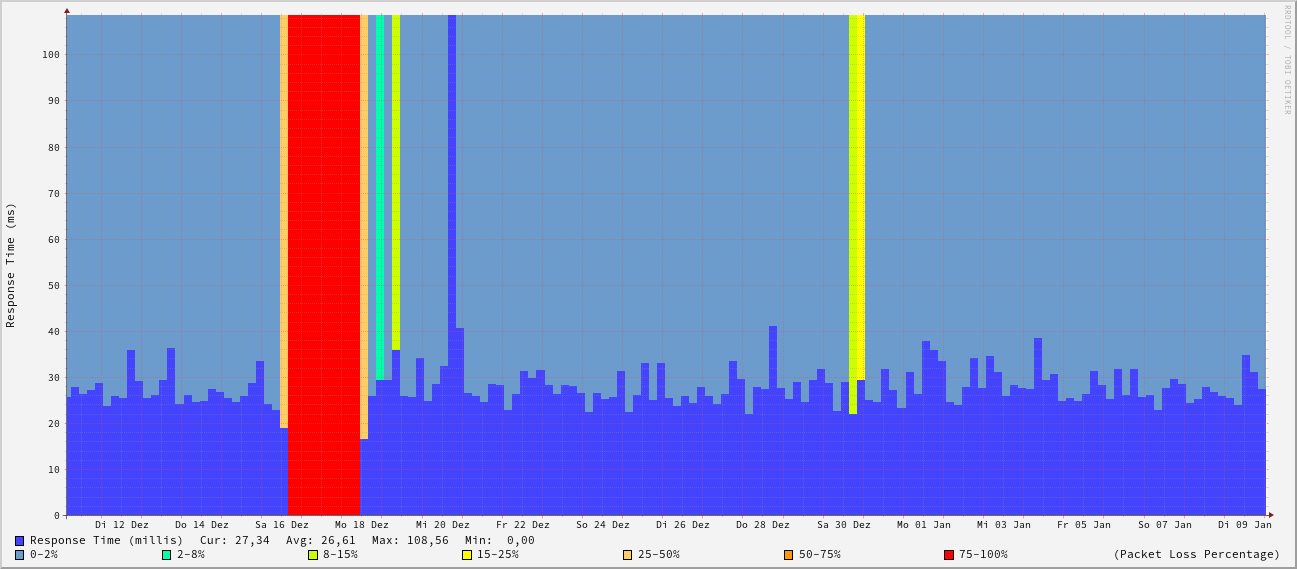 RRDTOOL / TOBI OETIKER
Response Time (ms)
100
90
80
70
60
50
40
30
20
10
0
Di 12 Dez Do 14 Dez Sa 16 Dez Mo 18 Dez Mi 20 Dez Fr 22 Dez So 24 Dez Di 26 Dez Do 28 Dez Sa 30 Dez Mo 01 Jan Mi 03 Jan Fr 05 Jan So 07 Jan Di 09 Jan
Response Time (millis) Cur: 27,34 Avg: 26,61 Max: 108,56 Min: 0,00
0-2% 2-8% 8-15% 15-25% 25-50% 50-75% 75-100% (Packet Loss Percentage)